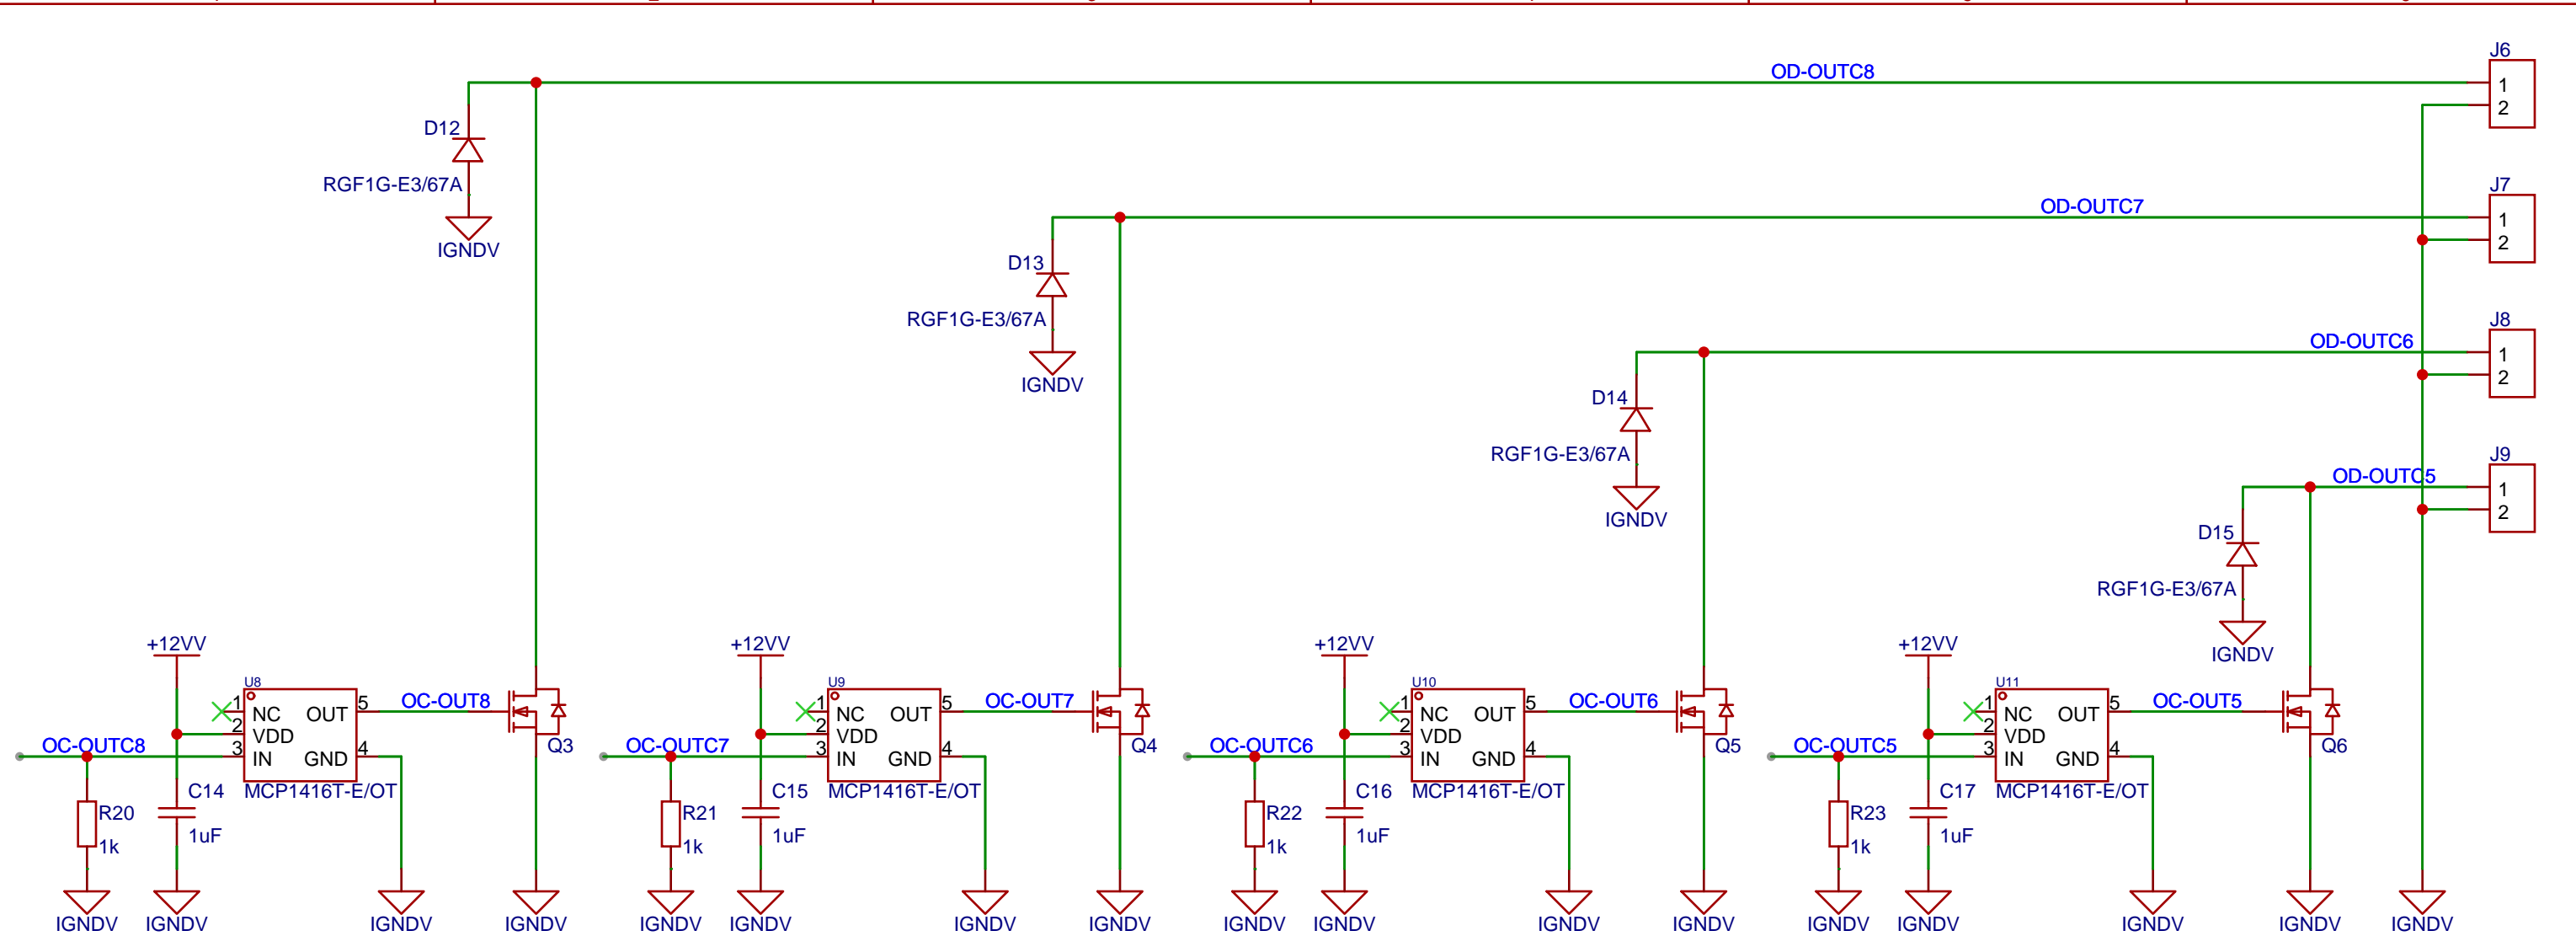 J6
OD-OUTC8
1
2
D12
RGF1G-E3/67A
IGNDV
J7
OD-OUTC7
1
2
D13
RGF1G-E3/67A
IGNDV
J8
OD-OUTC6
1
2
D14
RGF1G-E3/67A
IGNDV
J9
OD-OUTC5
1
2
D15
RGF1G-E3/67A
IGNDV
+12VV
U8
1 NC OUT 5
2 VDD
3 IN GND 4
MCP1416T-E/OT
OC-OUT8
OC-OUTC8
Q3
R20
1k
C14
1uF
IGNDV
IGNDV
IGNDV
IGNDV
+12VV
U9
1 NC OUT 5
2 VDD
3 IN GND 4
MCP1416T-E/OT
OC-OUT7
OC-OUTC7
Q4
R21
1k
C15
1uF
IGNDV
IGNDV
IGNDV
IGNDV
+12VV
U10
1 NC OUT 5
2 VDD
3 IN GND 4
MCP1416T-E/OT
OC-OUT6
OC-OUTC6
Q5
R22
1k
C16
1uF
IGNDV
IGNDV
IGNDV
IGNDV
+12VV
U11
1 NC OUT 5
2 VDD
3 IN GND 4
MCP1416T-E/OT
OC-OUT5
OC-OUTC5
Q6
R23
1k
C17
1uF
IGNDV
IGNDV
IGNDV
IGNDV
IGNDV